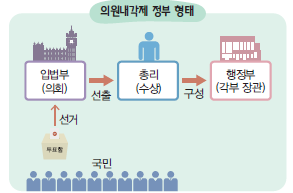 의원내각제 정부 형태
입법부
(의회)
선출
총리
(수상)
구성
행정부
(각부 장관)
선거
투표함
국민